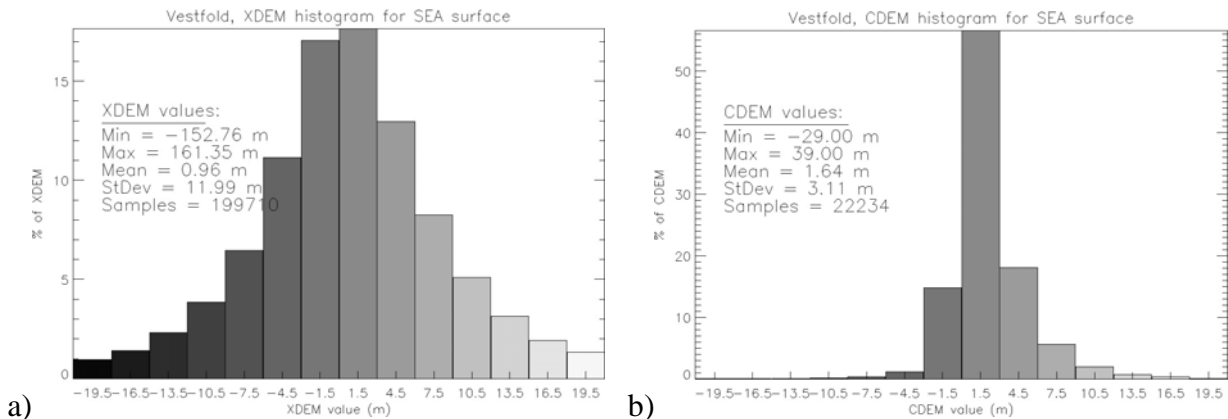 Vestfold, XDEM histogram for SEA surface
% of XDEM
15
10
5
0
XDEM values:
Min = −152.76 m
Max = 161.35 m
Mean = 0.96 m
StDev = 11.99 m
Samples = 199710
−19.5 −16.5 −13.5 −10.5 −7.5 −4.5 −1.5 1.5 4.5 7.5 10.5 13.5 16.5 19.5
XDEM value (m)
a)
Vestfold, CDEM histogram for SEA surface
% of CDEM
50
40
30
20
10
0
CDEM values:
Min = −29.00 m
Max = 39.00 m
Mean = 1.64 m
StDev = 3.11 m
Samples = 22234
−19.5 −16.5 −13.5 −10.5 −7.5 −4.5 −1.5 1.5 4.5 7.5 10.5 13.5 16.5 19.5
CDEM value (m)
b)